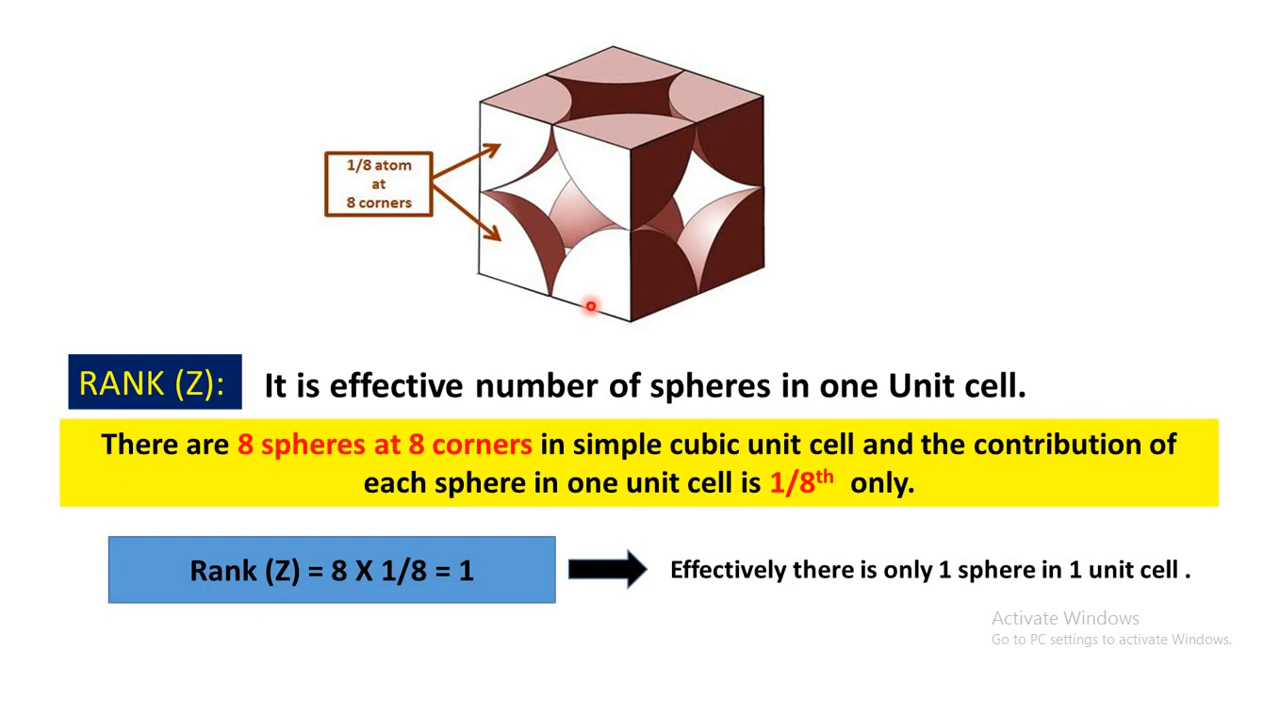 1/8 atom
at
8 corners
RANK (Z): It is effective number of spheres in one Unit cell.
There are 8 spheres at 8 corners in simple cubic unit cell and the contribution of
each sphere in one unit cell is 1/8th only.
Rank (Z) = 8 X 1/8 = 1
Effectively there is only 1 sphere in 1 unit cell .
Activate Windows
Go to PC settings to activate Windows.